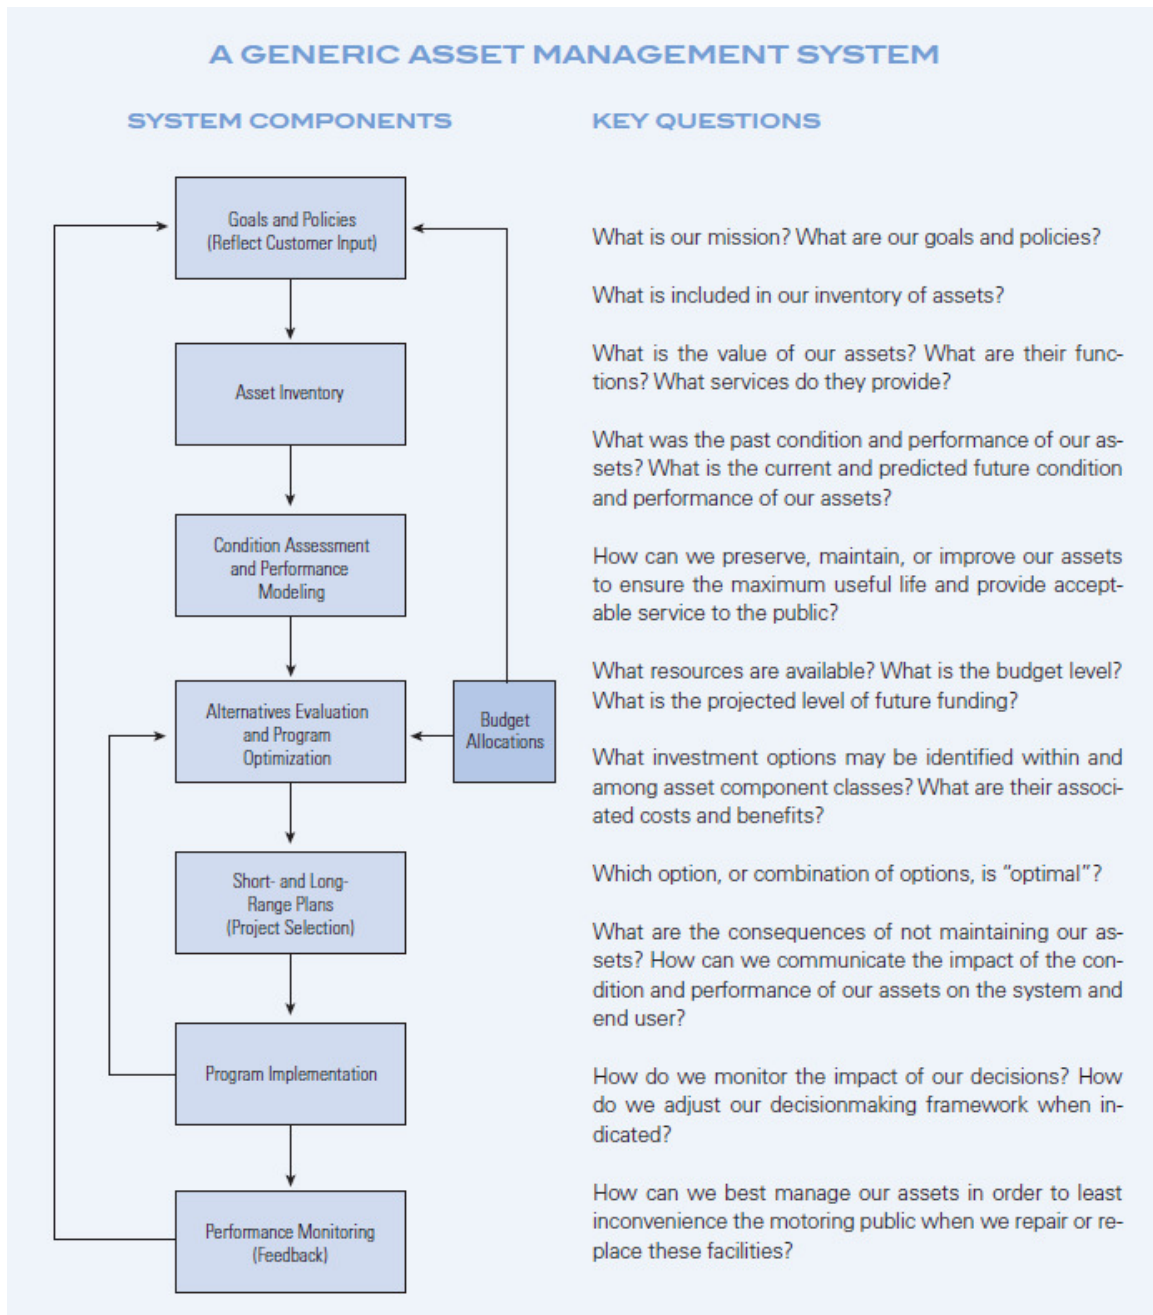 A GENERIC ASSET MANAGEMENT SYSTEM
SYSTEM COMPONENTS
Goals and Policies
(Reflect Customer Input)
Asset Inventory
Condition Assessment
and Performance
Modeling
Alternatives Evaluation
and Program
Optimization
Budget
Allocations
Short- and Long-
Range Plans
(Project Selection)
Program Implementation
Performance Monitoring
(Feedback)
KEY QUESTIONS
What is our mission? What are our goals and policies?
What is included in our inventory of assets?
What is the value of our assets? What are their func-
tions? What services do they provide?
What was the past condition and performance of our as-
sets? What is the current and predicted future condition
and performance of our assets?
How can we preserve, maintain, or improve our assets
to ensure the maximum useful life and provide accept-
able service to the public?
What resources are available? What is the budget level?
What is the projected level of future funding?
What investment options may be identified within and
among asset component classes? What are their associ-
ated costs and benefits?
Which option, or combination of options, is “optimal”?
What are the consequences of not maintaining our as-
sets? How can we communicate the impact of the con-
dition and performance of our assets on the system and
end user?
How do we monitor the impact of our decisions? How
do we adjust our decisionmaking framework when in-
dicated?
How can we best manage our assets in order to least
inconvenience the motoring public when we repair or re-
place these facilities?